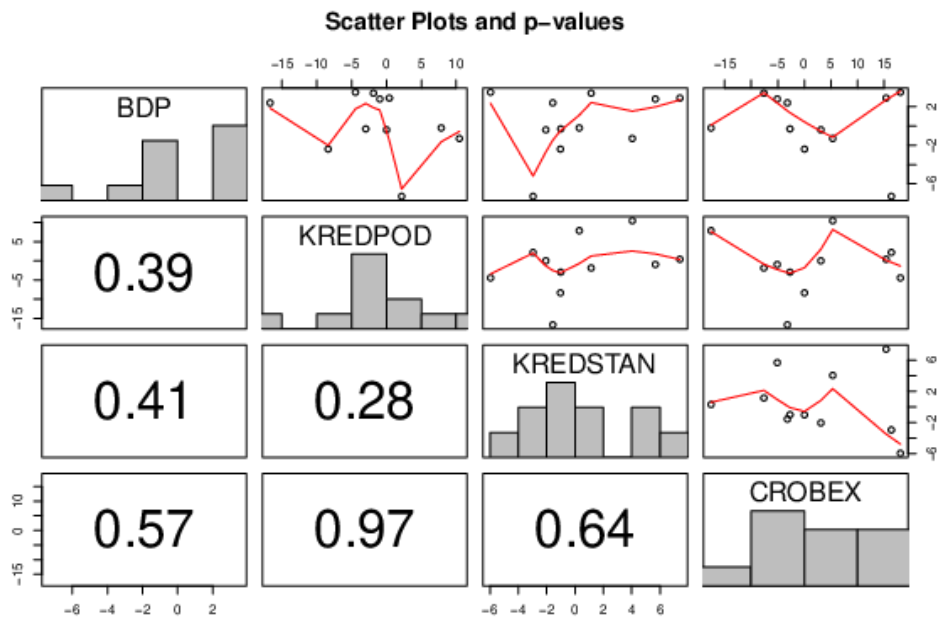 Scatter Plots and p−values
−15 −5 0 5 10
−15 −5 0 5 15
BDP
2
−2
−6
5
−5
−15
0.39
KREDPOD
0.41
0.28
KREDSTAN
6
2
−2
−6
10
0
−15
0.57
0.97
0.64
CROBEX
−6 −4 −2 0 2
−6 −4 −2 0 2 4 6